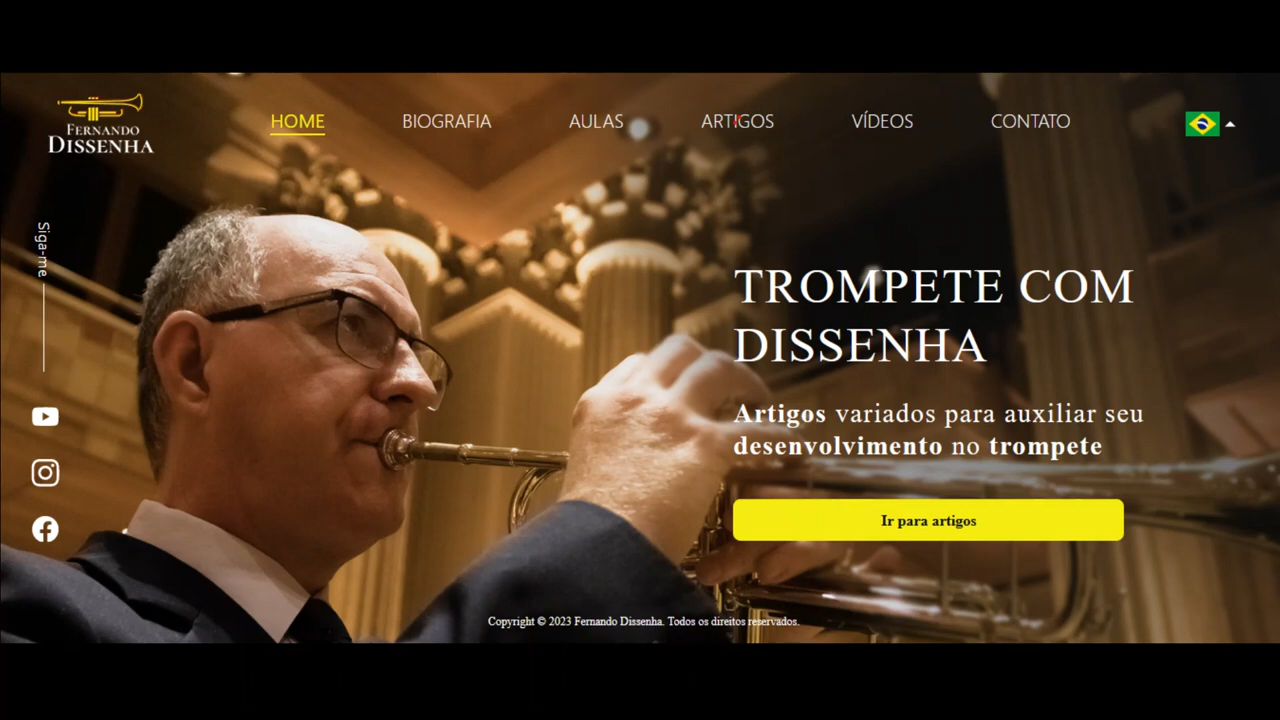 FERNANDO
DISSENHA
HOME
BIOGRAFIA
AULAS
ARTIGOS
VÍDEOS
CONTATO
Siga-me
TROMPETE COM
DISSENHA
Artigos variados para auxiliar seu
desenvolvimento no trompete
Ir para artigos
Copyright © 2023 Fernando Dissenha. Todos os direitos reservados.